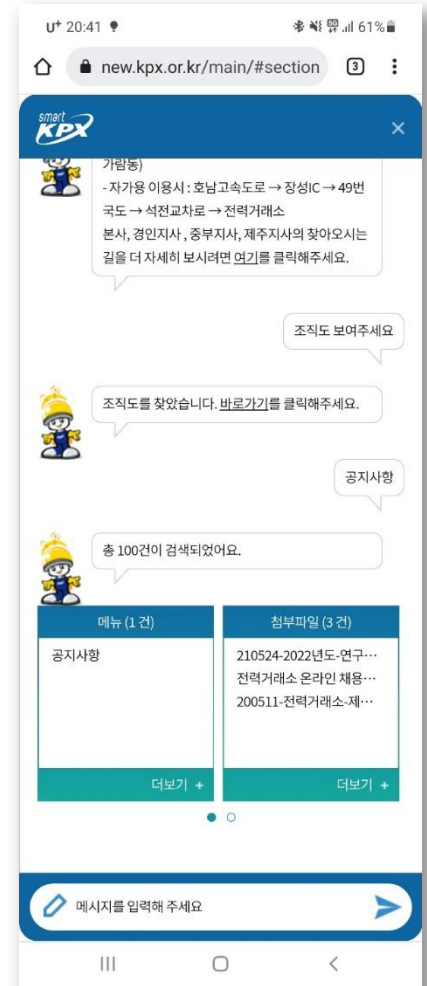 U⁺ 20:41
5G 61%
new.kpx.or.kr/main/#section 3
smart
KPX ×
가람동)
- 자가용 이용시 : 호남고속도로 → 장성IC → 49번
국도 → 석전교차로 → 전력거래소
본사, 경인지사 , 중부지사, 제주지사의 찾아오시는
길을 더 자세히 보시려면 여기를 클릭해주세요.
조직도 보여주세요
조직도를 찾았습니다. 바로가기를 클릭해주세요.
공지사항
총 100건이 검색되었어요.
메뉴 (1 건)
공지사항
더보기 +
첨부파일 (3 건)
210524-2022년도-연구…
전력거래소 온라인 채용…
200511-전력거래소-제…
더보기 +
메시지를 입력해 주세요